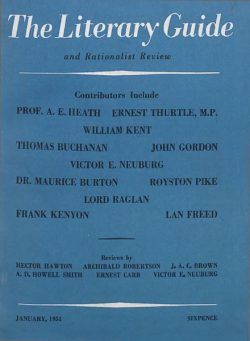 The Literary Guide
and Rationalist Review
Contributors Include
PROF. A. E. HEATH ERNEST THURTLE, M.P.
WILLIAM KENT
THOMAS BUCHANAN JOHN GORDON
VICTOR E. NEUBURG
DR. MAURICE BURTON ROYSTON PIKE
LORD RAGLAN
FRANK KENYON IAN FREED
Reviews by
HECTOR HAWTON ARCHIBALD ROBERTSON J. A. C. BROWN
A. D. HOWELL SMITH ERNEST CARR VICTOR E. NEUBURG
JANUARY, 1951 SIXPENCE